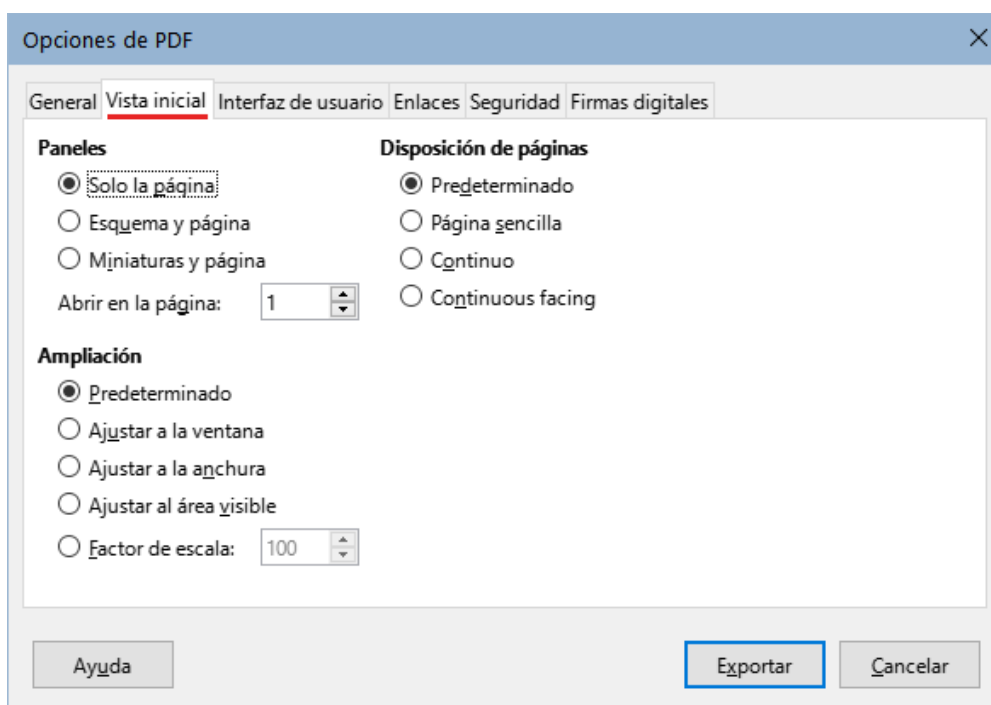 Opciones de PDF
General Vista inicial Interfaz de usuario Enlaces Seguridad Firmas digitales
Paneles
Solo la página
Esquema y página
Miniaturas y página
Abrir en la página: 1
Disposición de páginas
Predeterminado
Página sencilla
Continuo
Continuous facing
Ampliación
Predeterminado
Ajustar a la ventana
Ajustar a la anchura
Ajustar al área visible
Factor de escala: 100
Ayuda Exportar Cancelar